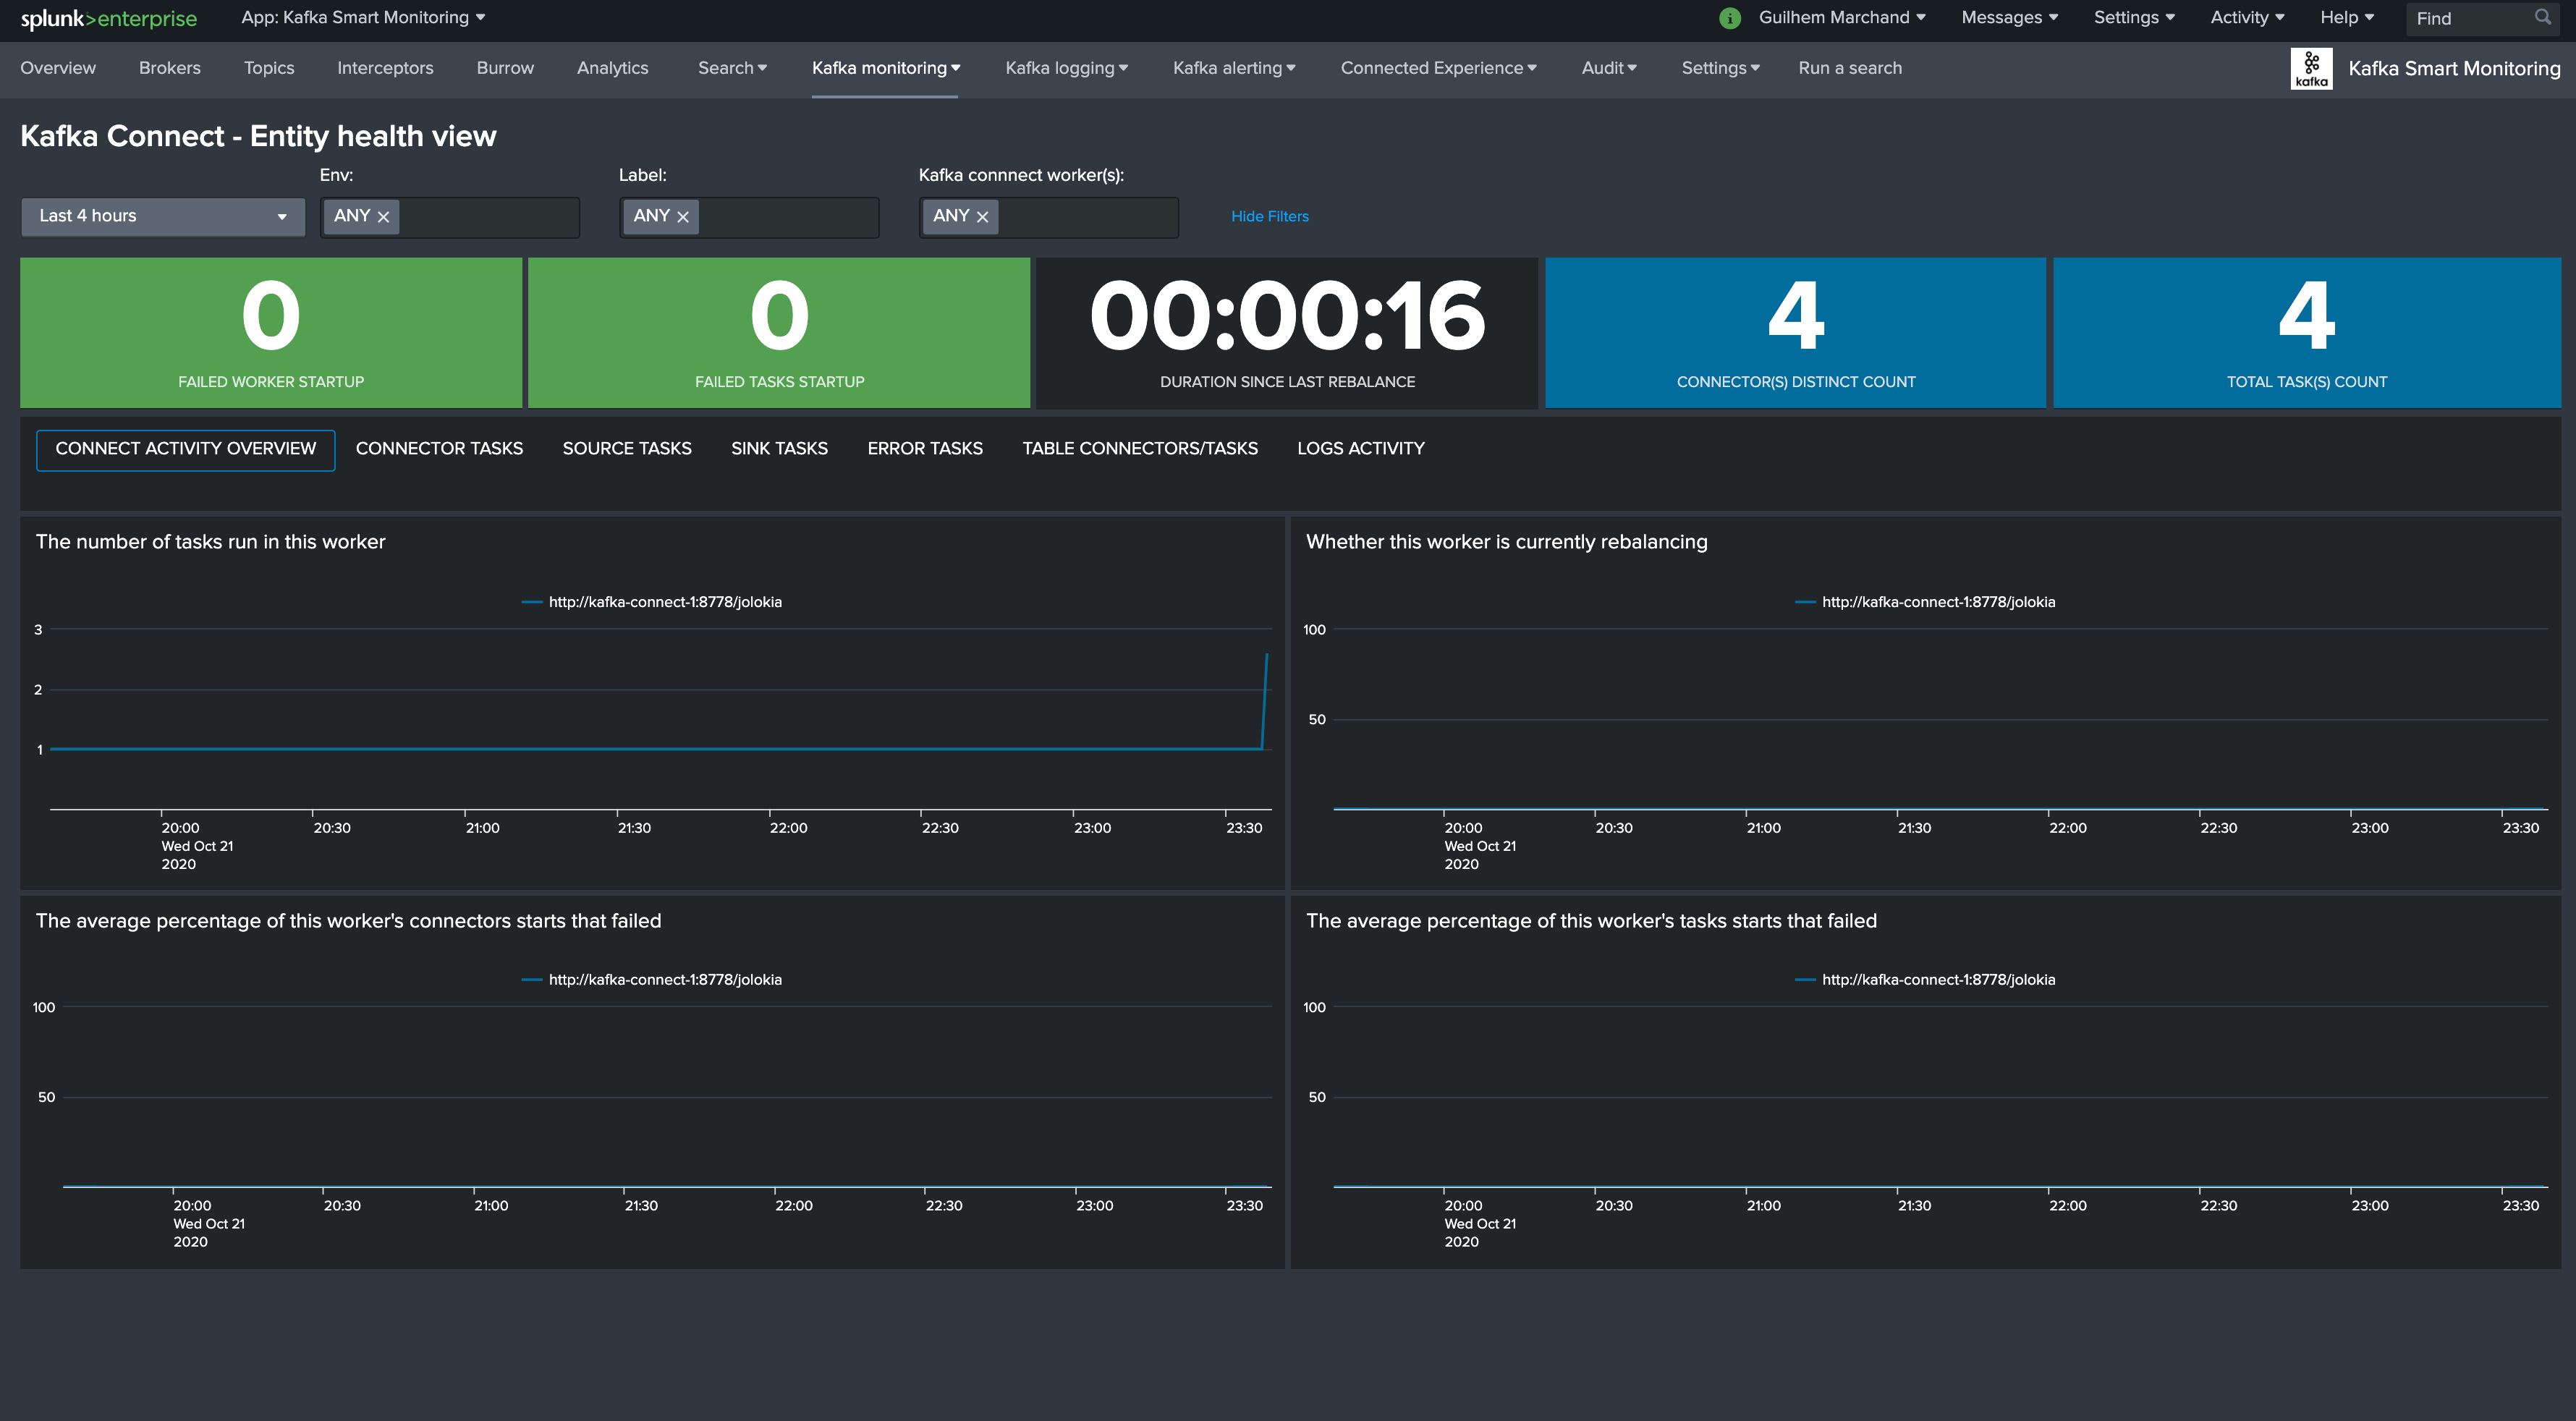 splunk>enterprise App: Kafka Smart Monitoring i Guilhem Marchand Messages Settings Activity Help Find
Overview Brokers Topics Interceptors Burrow Analytics Search Kafka monitoring Kafka logging Kafka alerting Connected Experience Audit Settings Run a search kafka Kafka Smart Monitoring
Kafka Connect - Entity health view
Env: Label: Kafka connnect worker(s):
Last 4 hours ANY ANY ANY Hide Filters
0 0 00:00:16 4 4
FAILED WORKER STARTUP FAILED TASKS STARTUP DURATION SINCE LAST REBALANCE CONNECTOR(S) DISTINCT COUNT TOTAL TASK(S) COUNT
CONNECT ACTIVITY OVERVIEW CONNECTOR TASKS SOURCE TASKS SINK TASKS ERROR TASKS TABLE CONNECTORS/TASKS LOGS ACTIVITY
The number of tasks run in this worker
http://kafka-connect-1:8778/jolokia
3
2
1
20:00 20:30 21:00 21:30 22:00 22:30 23:00 23:30
Wed Oct 21
2020
Whether this worker is currently rebalancing
http://kafka-connect-1:8778/jolokia
100
50
20:00 20:30 21:00 21:30 22:00 22:30 23:00 23:30
Wed Oct 21
2020
The average percentage of this worker's connectors starts that failed
http://kafka-connect-1:8778/jolokia
100
50
20:00 20:30 21:00 21:30 22:00 22:30 23:00 23:30
Wed Oct 21
2020
The average percentage of this worker's tasks starts that failed
http://kafka-connect-1:8778/jolokia
100
50
20:00 20:30 21:00 21:30 22:00 22:30 23:00 23:30
Wed Oct 21
2020